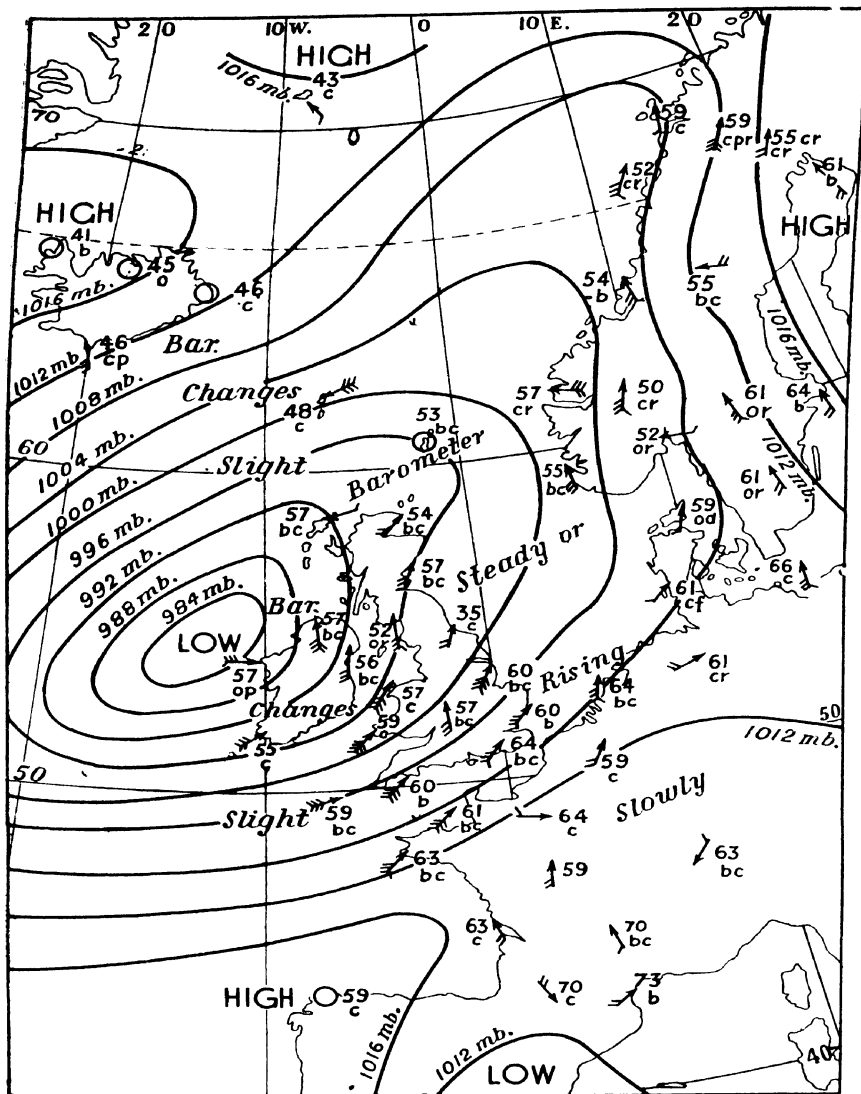 20 10 W. 0 10 E. 20
HIGH
43
c
1016 mb.
70
59
c
59
cpr
55 cr
cr
52
cr
61
b
HIGH
41
b
45
o
46
c
HIGH
1016 mb.
54
b
55
bc
46
cp
1012 mb.
Bar.
1016 mb.
1008 mb.
Changes
48
c
57
cr
50
cr
61
or
64
b
53
bc
60
1004 mb.
Slight
Barometer
52
or
1012 mb.
1000 mb.
55
bc
61
or
996 mb.
57
bc
54
bc
59
od
992 mb.
57
bc
Steady or
66
c
988 mb.
984 mb.
Bar.
57
bc
52
or
35
c
61
cf
LOW
56
bc
61
cr
57
op
60
bc
Rising
64
bc
Changes
57
c
57
bc
60
b
50
1012 mb.
55
c
59
o
64
bc
59
c
50
60
b
Slowly
Slight
59
bc
61
bc
64
c
63
bc
59
63
bc
63
c
70
bc
HIGH
59
c
70
c
73
b
1016 mb.
1012 mb.
LOW
40